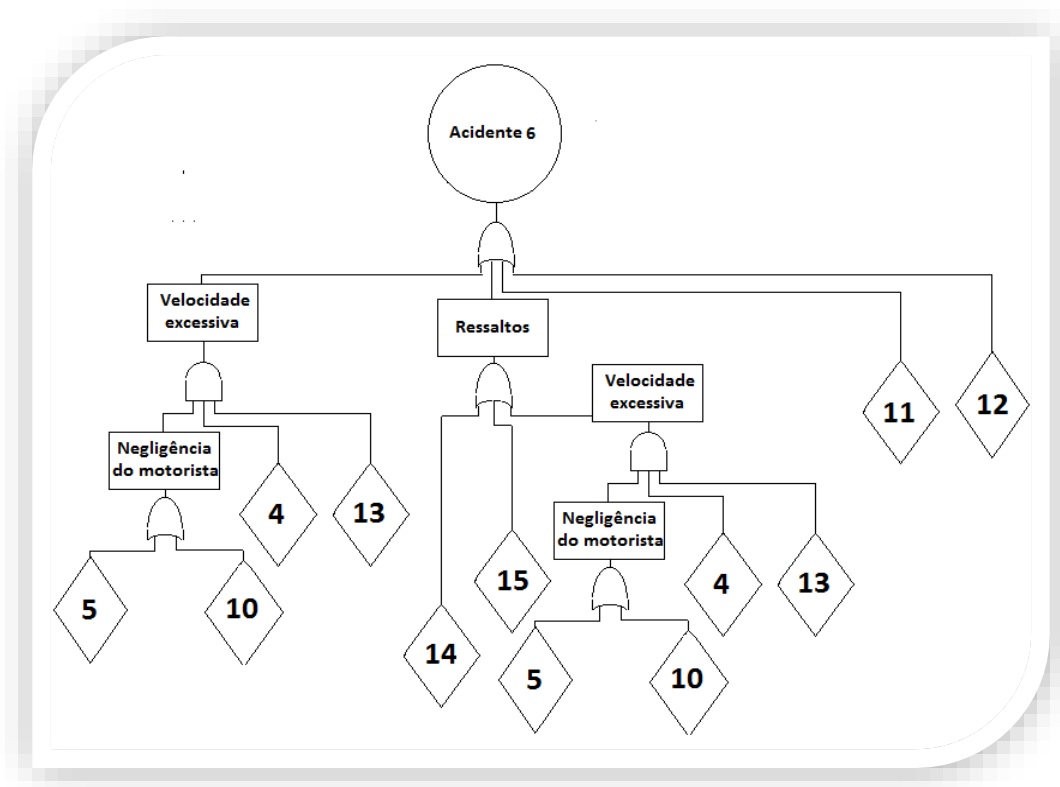 Acidente 6
Velocidade
excessiva
Ressaltos
Velocidade
excessiva
11
12
Negligência
do motorista
4
13
Negligência
do motorista
5
10
15
4
13
14
5
10